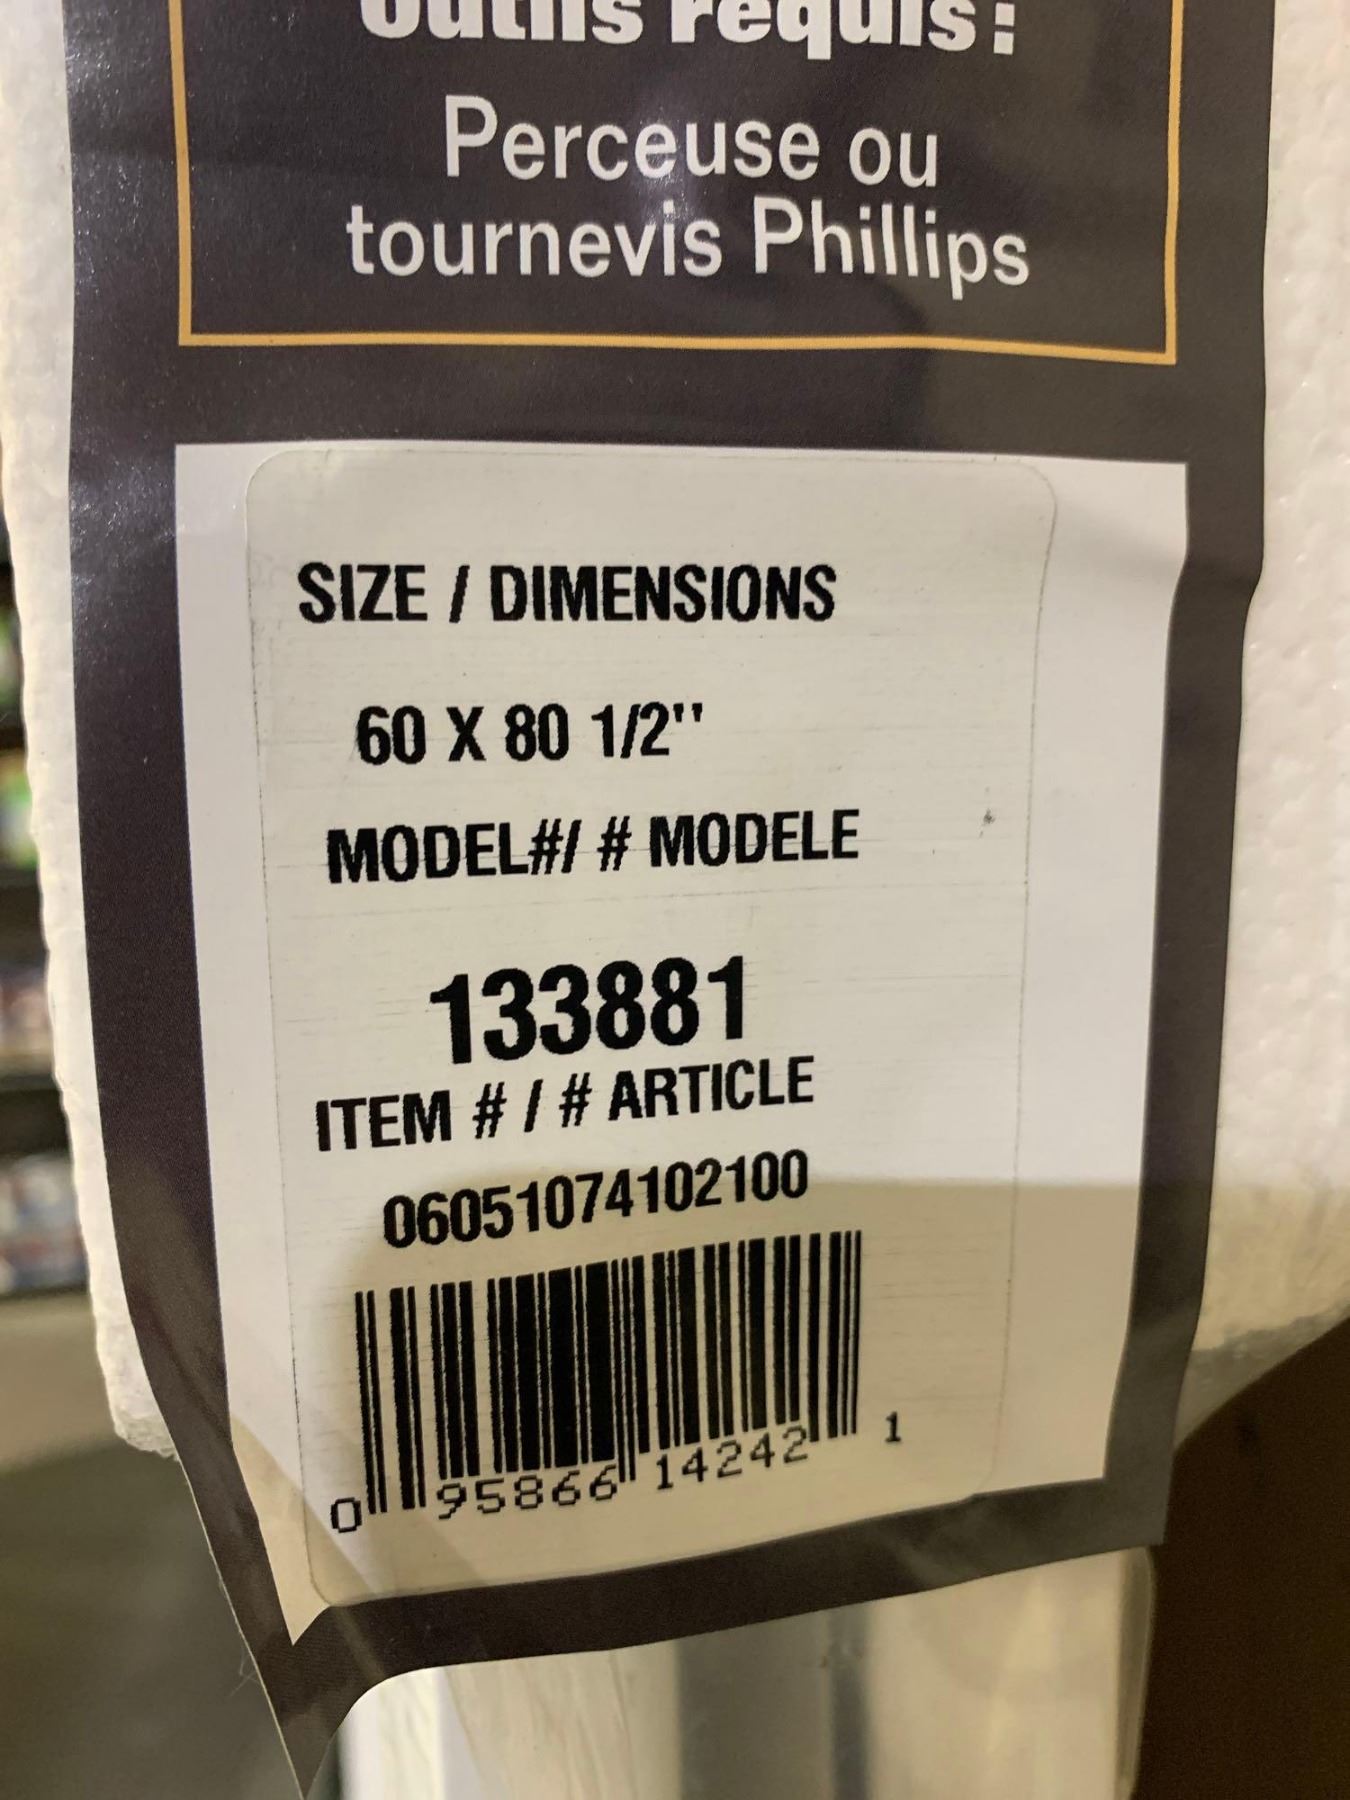 Outils requis :
Perceuse ou
tournevis Phillips
SIZE / DIMENSIONS
60 X 80 1/2''
MODEL#/ # MODELE
133881
ITEM # / # ARTICLE
06051074102100
0 95866 14242 1